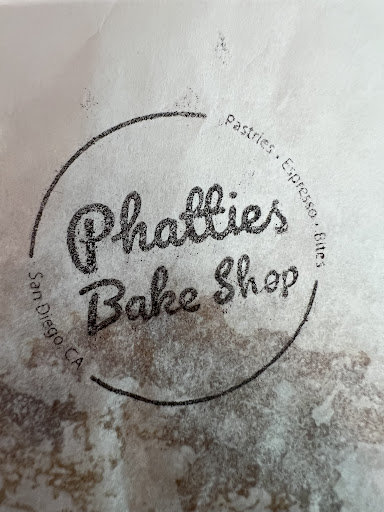 Pastries • Espresso • Bites
Phatties
Bake Shop
San Diego, CA